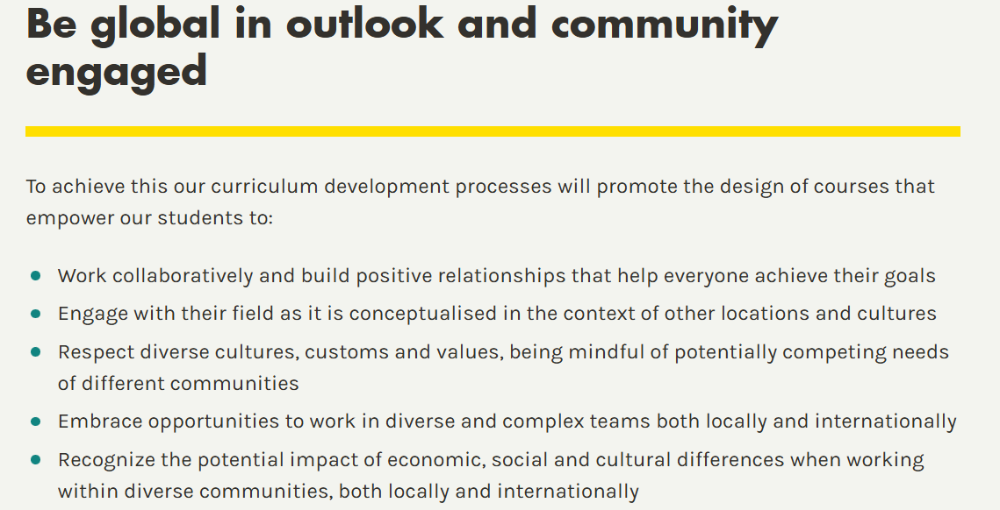 Be global in outlook and community
engaged
To achieve this our curriculum development processes will promote the design of courses that
empower our students to:
Work collaboratively and build positive relationships that help everyone achieve their goals
Engage with their field as it is conceptualised in the context of other locations and cultures
Respect diverse cultures, customs and values, being mindful of potentially competing needs
of different communities
Embrace opportunities to work in diverse and complex teams both locally and internationally
Recognize the potential impact of economic, social and cultural differences when working
within diverse communities, both locally and internationally